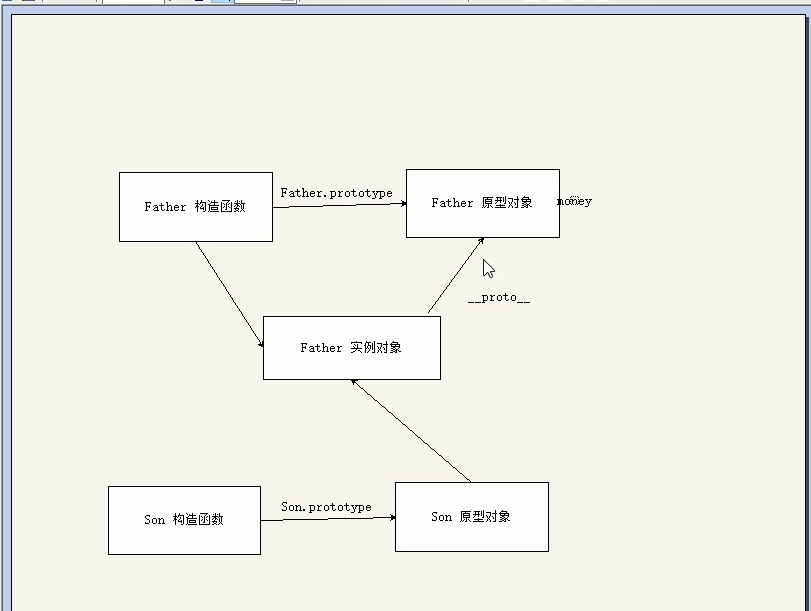 Father.prototype
Father 构造函数
Father 原型对象
money
__proto__
Father 实例对象
Son.prototype
Son 构造函数
Son 原型对象